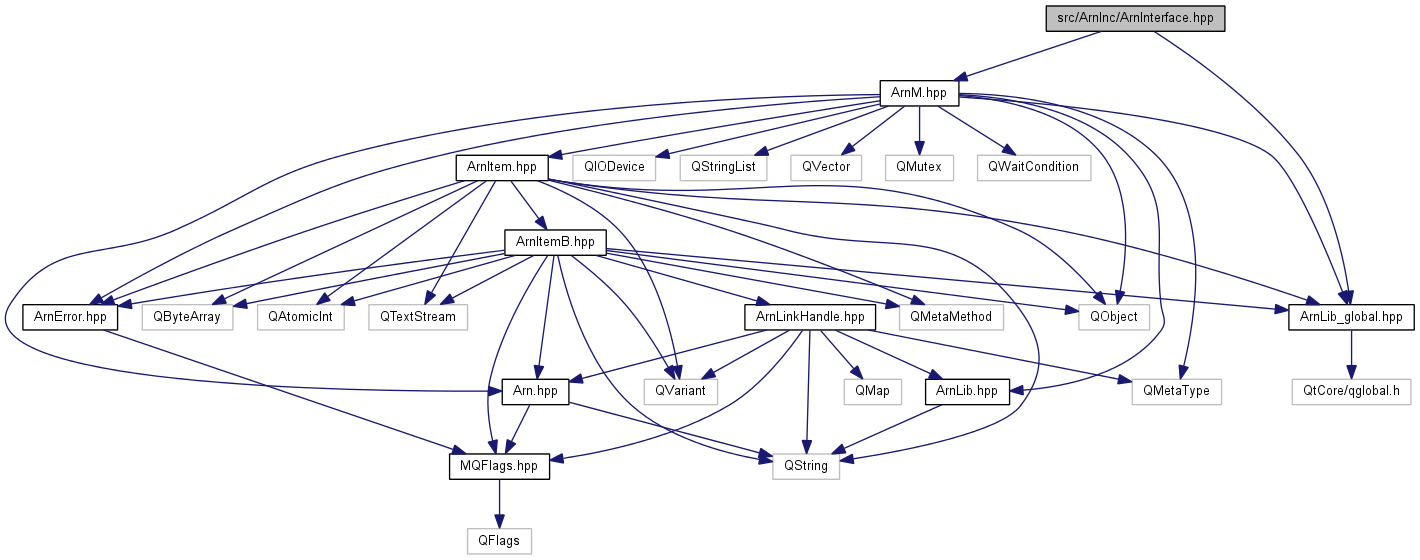 src/ArnInc/ArnInterface.hpp
ArnM.hpp
ArnItem.hpp
QIODevice
QStringList
QVector
QMutex
QWaitCondition
ArnItemB.hpp
ArnError.hpp
QByteArray
QAtomicInt
QTextStream
ArnLinkHandle.hpp
QMetaMethod
QObject
ArnLib_global.hpp
Arn.hpp
QVariant
QMap
ArnLib.hpp
QMetaType
QtCore/qglobal.h
MQFlags.hpp
QString
QFlags